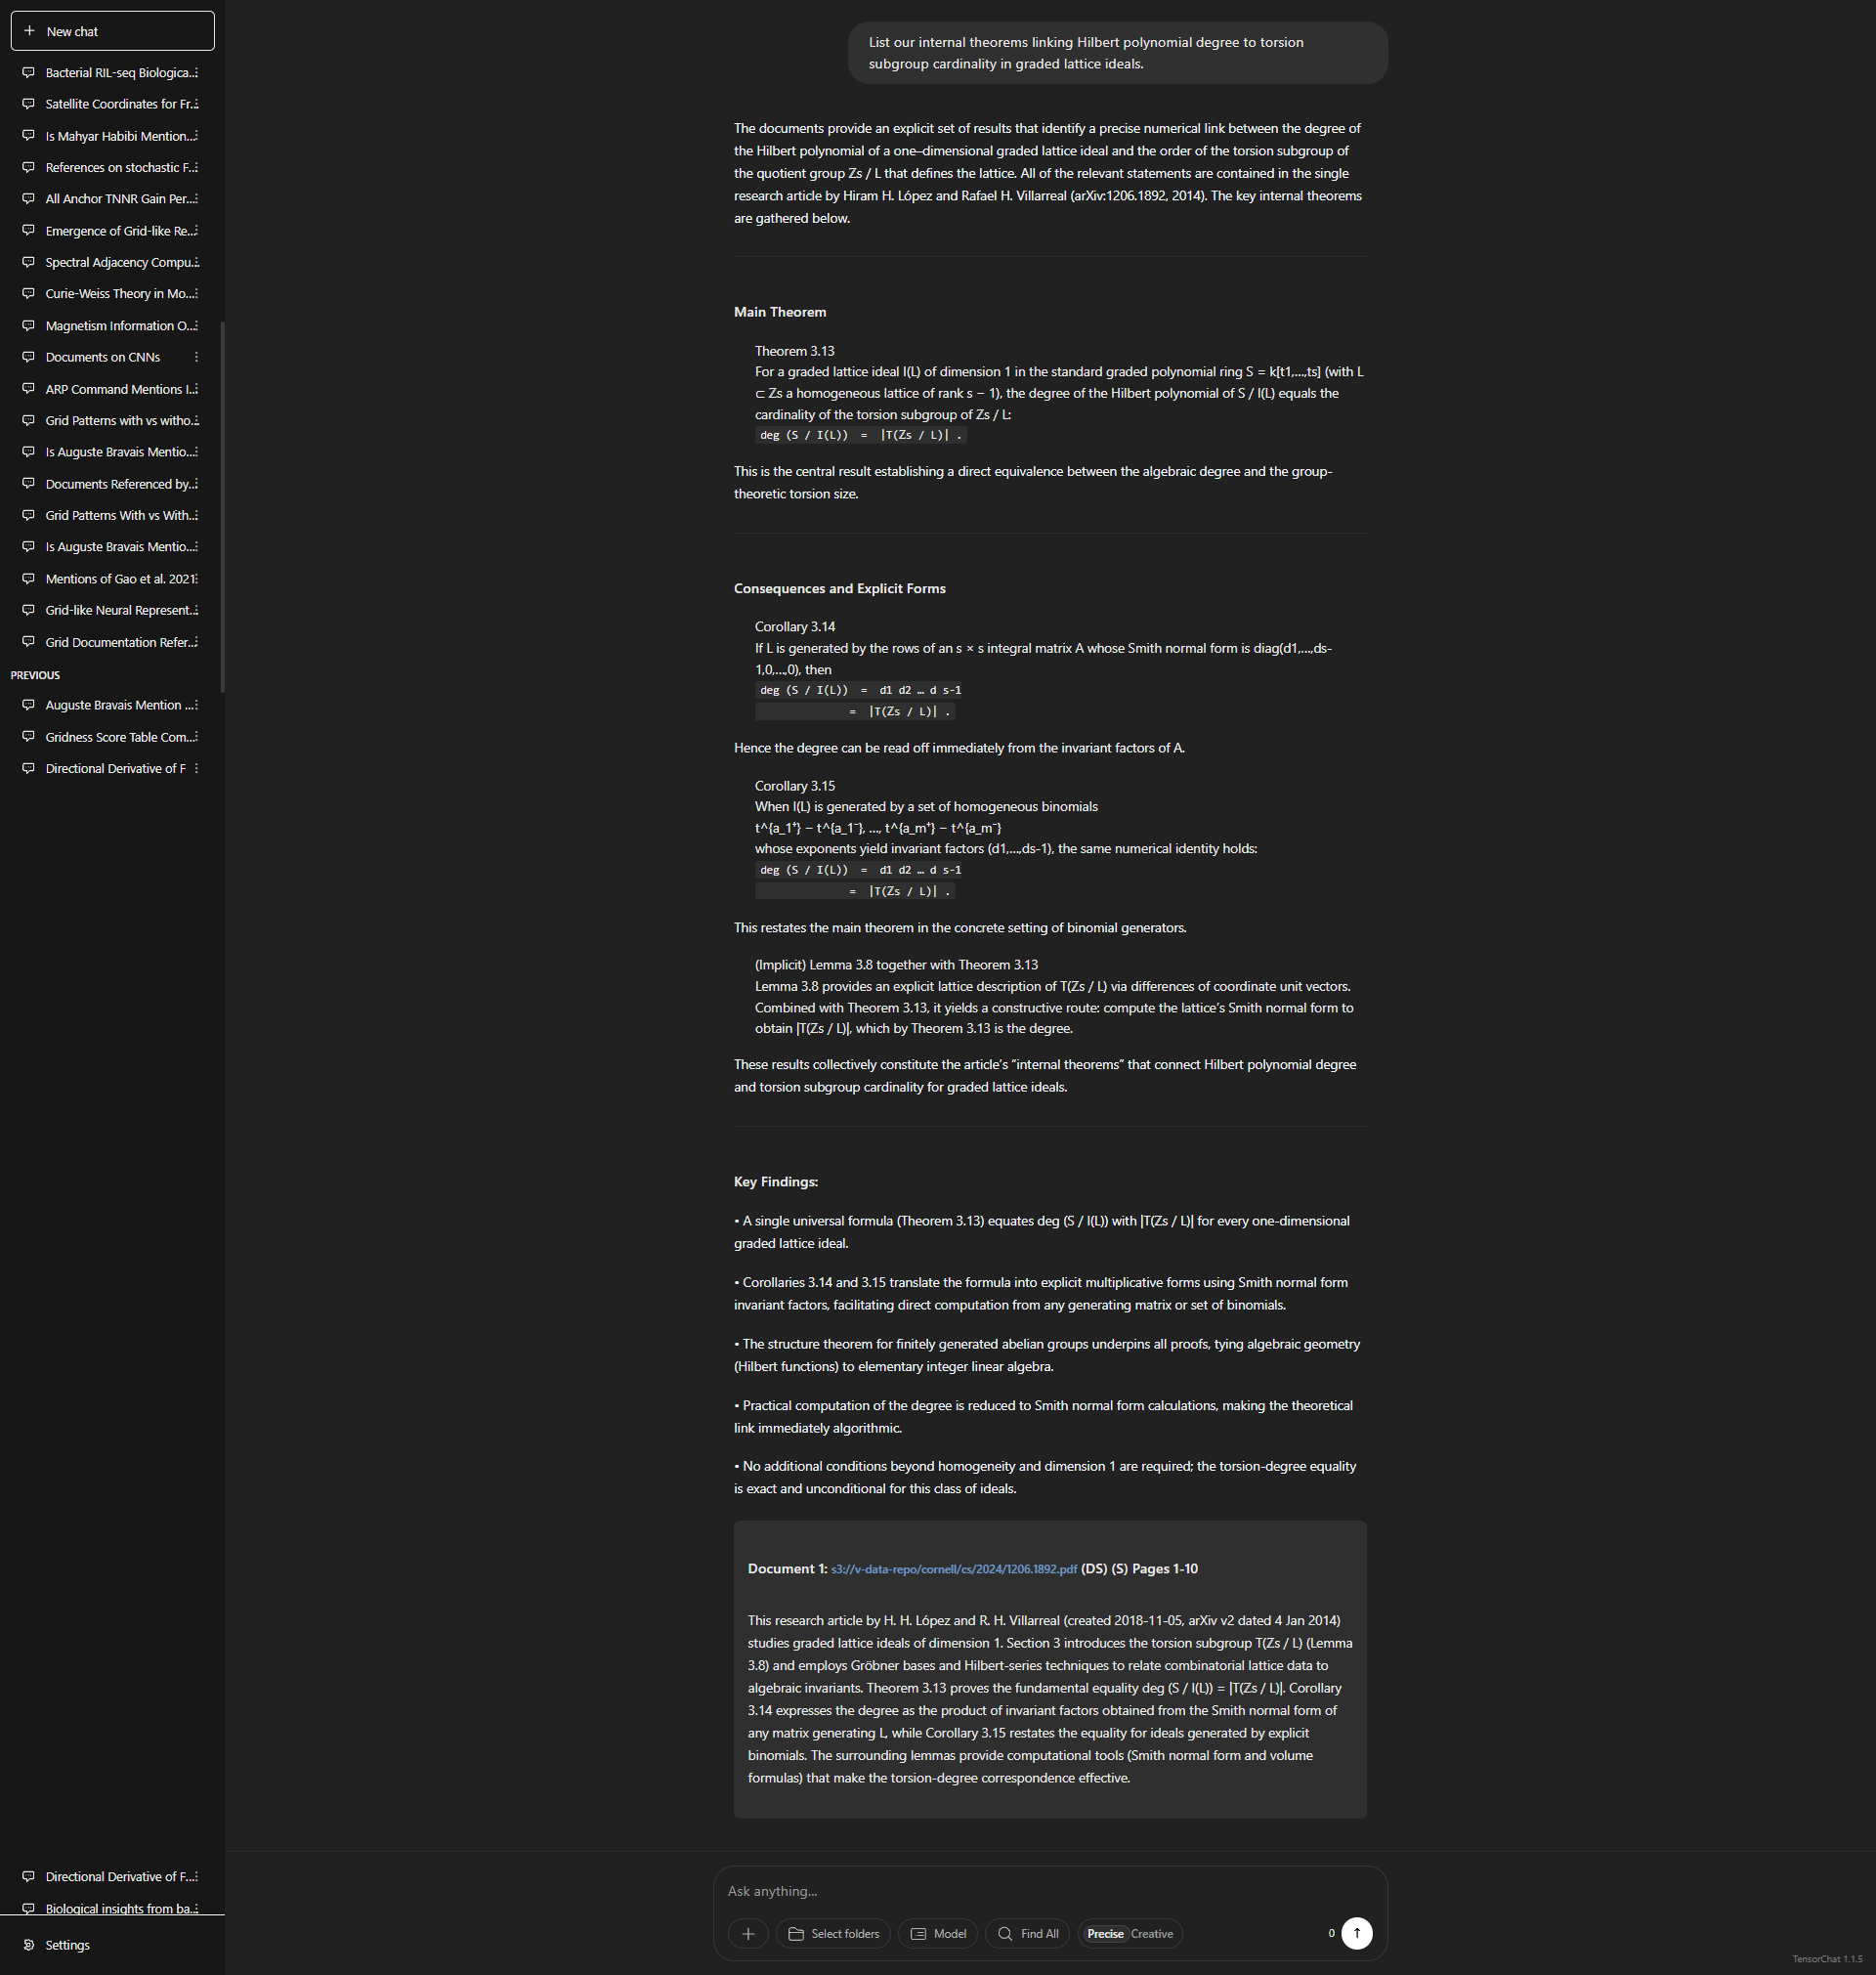 New chat
Bacterial RIL-seq Biologica...
Satellite Coordinates for Fr...
Is Mahyar Habibi Mention...
References on stochastic F...
All Anchor TNNR Gain Per...
Emergence of Grid-like Re...
Spectral Adjacency Compu...
Curie-Weiss Theory in Mo...
Magnetism Information O...
Documents on CNNs
ARP Command Mentions I...
Grid Patterns with vs witho...
Is Auguste Bravais Mentio...
Documents Referenced by...
Grid Patterns With vs With...
Is Auguste Bravais Mentio...
Mentions of Gao et al. 2021
Grid-like Neural Represent...
Grid Documentation Refer...
PREVIOUS
Auguste Bravais Mention ...
Gridness Score Table Com...
Directional Derivative of F
Directional Derivative of F...
Biological insights from ba...
Settings
List our internal theorems linking Hilbert polynomial degree to torsion
subgroup cardinality in graded lattice ideals.
The documents provide an explicit set of results that identify a precise numerical link between the degree of
the Hilbert polynomial of a one–dimensional graded lattice ideal and the order of the torsion subgroup of
the quotient group ℤs / L that defines the lattice. All of the relevant statements are contained in the single
research article by Hiram H. López and Rafael H. Villarreal (arXiv:1206.1892, 2014). The key internal theorems
are gathered below.
Main Theorem
Theorem 3.13
For a graded lattice ideal I(L) of dimension 1 in the standard graded polynomial ring S = k[t1,…,ts] (with L
⊂ ℤs a homogeneous lattice of rank s − 1), the degree of the Hilbert polynomial of S / I(L) equals the
cardinality of the torsion subgroup of ℤs / L:
deg (S / I(L)) = |T(ℤs / L)| .
This is the central result establishing a direct equivalence between the algebraic degree and the group-
theoretic torsion size.
Consequences and Explicit Forms
Corollary 3.14
If L is generated by the rows of an s × s integral matrix A whose Smith normal form is diag(d1,…,ds-
1,0,…,0), then
deg (S / I(L)) = d1 d2 … d s-1
= |T(ℤs / L)| .
Hence the degree can be read off immediately from the invariant factors of A.
Corollary 3.15
When I(L) is generated by a set of homogeneous binomials
t^{a_1⁺} − t^{a_1⁻}, …, t^{a_m⁺} − t^{a_m⁻}
whose exponents yield invariant factors (d1,…,ds-1), the same numerical identity holds:
deg (S / I(L)) = d1 d2 … d s-1
= |T(ℤs / L)| .
This restates the main theorem in the concrete setting of binomial generators.
(Implicit) Lemma 3.8 together with Theorem 3.13
Lemma 3.8 provides an explicit lattice description of T(ℤs / L) via differences of coordinate unit vectors.
Combined with Theorem 3.13, it yields a constructive route: compute the lattice's Smith normal form to
obtain |T(ℤs / L)|, which by Theorem 3.13 is the degree.
These results collectively constitute the article's "internal theorems" that connect Hilbert polynomial degree
and torsion subgroup cardinality for graded lattice ideals.
Key Findings:
• A single universal formula (Theorem 3.13) equates deg (S / I(L)) with |T(ℤs / L)| for every one-dimensional
graded lattice ideal.
• Corollaries 3.14 and 3.15 translate the formula into explicit multiplicative forms using Smith normal form
invariant factors, facilitating direct computation from any generating matrix or set of binomials.
• The structure theorem for finitely generated abelian groups underpins all proofs, tying algebraic geometry
(Hilbert functions) to elementary integer linear algebra.
• Practical computation of the degree is reduced to Smith normal form calculations, making the theoretical
link immediately algorithmic.
• No additional conditions beyond homogeneity and dimension 1 are required; the torsion-degree equality
is exact and unconditional for this class of ideals.
Document 1: s3://v-data-repo/cornell/cs/2024/1206.1892.pdf (DS) (S) Pages 1-10
This research article by H. H. López and R. H. Villarreal (created 2018-11-05, arXiv v2 dated 4 Jan 2014)
studies graded lattice ideals of dimension 1. Section 3 introduces the torsion subgroup T(ℤs / L) (Lemma
3.8) and employs Gröbner bases and Hilbert-series techniques to relate combinatorial lattice data to
algebraic invariants. Theorem 3.13 proves the fundamental equality deg (S / I(L)) = |T(ℤs / L)|. Corollary
3.14 expresses the degree as the product of invariant factors obtained from the Smith normal form of
any matrix generating L, while Corollary 3.15 restates the equality for ideals generated by explicit
binomials. The surrounding lemmas provide computational tools (Smith normal form and volume
formulas) that make the torsion-degree correspondence effective.
Ask anything...
Select folders
Model
Find All
Precise Creative
0
TensorChat 1.1.5